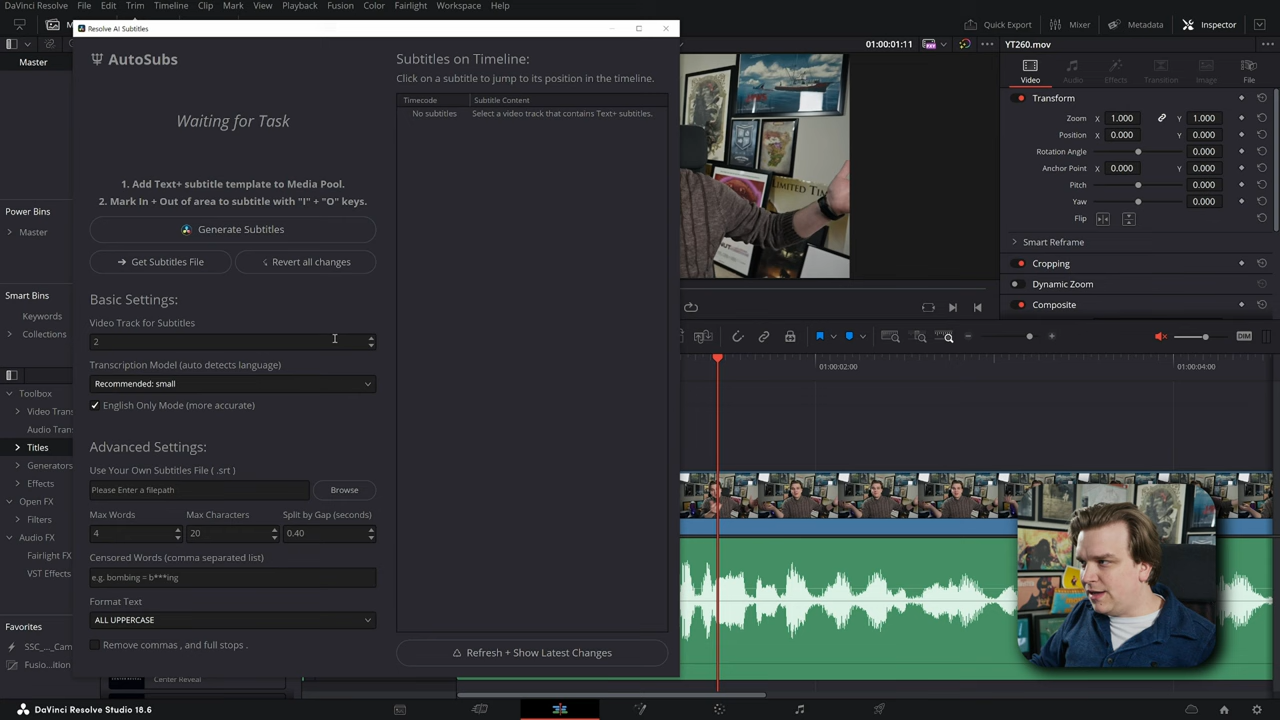 DaVinci Resolve File Edit Trim Timeline Clip Mark View Playback Fusion Color Fairlight Workspace Help
Resolve AI Subtitles
Quick Export Mixer Metadata Inspector
Master
01:00:01:11
YT260.mov
AutoSubs
Waiting for Task
1. Add Text+ subtitle template to Media Pool.
2. Mark In + Out of area to subtitle with "I" + "O" keys.
Generate Subtitles
Get Subtitles File Revert all changes
Basic Settings:
Video Track for Subtitles
2
Transcription Model (auto detects language)
Recommended: small
English Only Mode (more accurate)
Advanced Settings:
Use Your Own Subtitles File ( .srt )
Please Enter a filepath Browse
Max Words Max Characters Split by Gap (seconds)
4 20 0.40
Censored Words (comma separated list)
e.g. bombing = b***ing
Format Text
ALL UPPERCASE
Remove commas , and full stops .
Subtitles on Timeline:
Click on a subtitle to jump to its position in the timeline.
Timecode Subtitle Content
No subtitles Select a video track that contains Text+ subtitles.
Refresh + Show Latest Changes
LIMITED TIM
Video Audio Effects Transition Image File
Transform
Zoom X 1.000 Y 1.000
Position X 0.000 Y 0.000
Rotation Angle 0.000
Anchor Point X 0.000 Y 0.000
Pitch 0.000
Yaw 0.000
Flip
Smart Reframe
Cropping
Dynamic Zoom
Composite
DIM
01:00:02:00 01:00:04:00
Power Bins
Master
Smart Bins
Keywords
Collections
Toolbox
Video Tran
Audio Tran
Titles
Generators
Effects
Open FX
Filters
Audio FX
Fairlight FX
VST Effects
Favorites
SSC_..._Cam
Fuso...ition
Center Reveal
DaVinci Resolve Studio 18.6